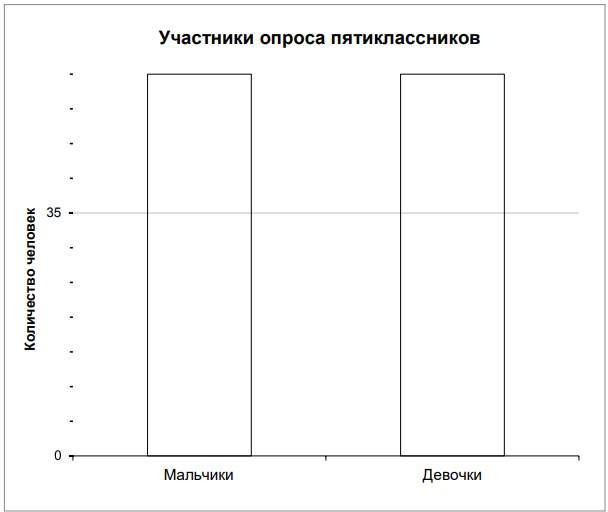 Участники опроса пятиклассников
Количество человек
35
0
Мальчики
Девочки